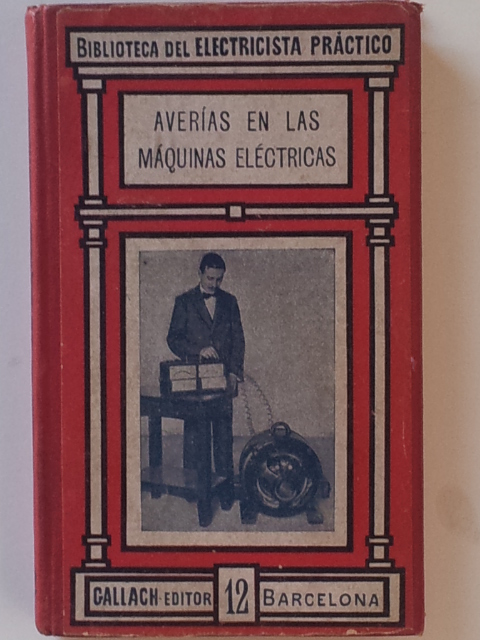 BIBLIOTECA DEL ELECTRICISTA PRÁCTICO
AVERÍAS EN LAS
MÁQUINAS ELÉCTRICAS
GALLACH-EDITOR 12 BARCELONA